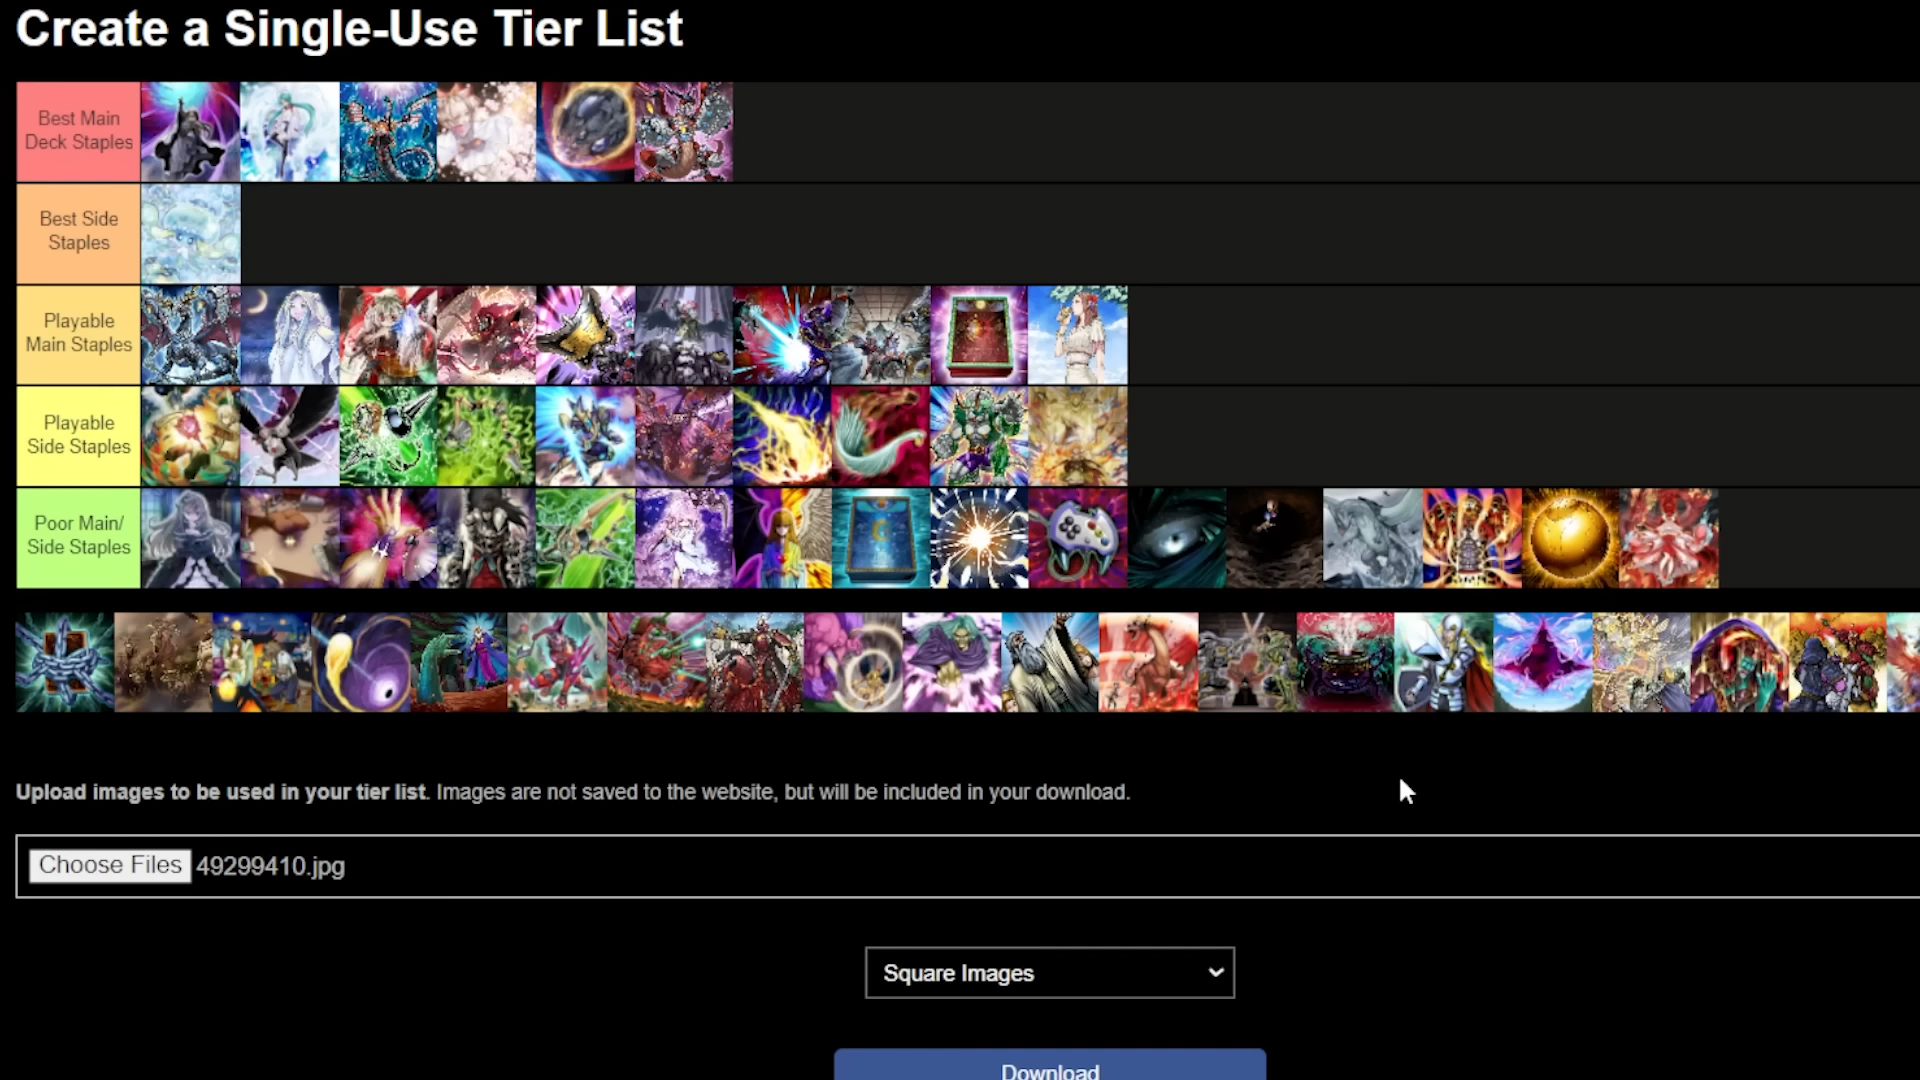 Create a Single-Use Tier List
Best Main
Deck Staples
Best Side
Staples
Playable
Main Staples
Playable
Side Staples
Poor Main/
Side Staples
Upload images to be used in your tier list. Images are not saved to the website, but will be included in your download.
Choose Files 49299410.jpg
Square Images
Download